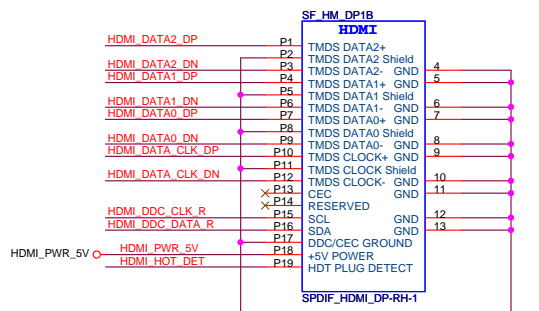 SF_HM_DP1B
HDMI
HDMI_DATA2_DP P1 TMDS DATA2+
P2 TMDS DATA2 Shield
HDMI_DATA2_DN P3 TMDS DATA2- GND 4
HDMI_DATA1_DP P4 TMDS DATA1+ GND 5
P5 TMDS DATA1 Shield
HDMI_DATA1_DN P6 TMDS DATA1- GND 6
HDMI_DATA0_DP P7 TMDS DATA0+ GND 7
P8 TMDS DATA0 Shield
HDMI_DATA0_DN P9 TMDS DATA0- GND 8
HDMI_DATA_CLK_DP P10 TMDS CLOCK+ GND 9
P11 TMDS CLOCK Shield
HDMI_DATA_CLK_DN P12 TMDS CLOCK- GND 10
P13 CEC GND 11
P14 RESERVED
HDMI_DDC_CLK_R P15 SCL GND 12
HDMI_DDC_DATA_R P16 SDA GND 13
P17 DDC/CEC GROUND
HDMI_PWR_5V HDMI_PWR_5V P18 +5V POWER
HDMI_HOT_DET P19 HDT PLUG DETECT
SPDIF_HDMI_DP-RH-1